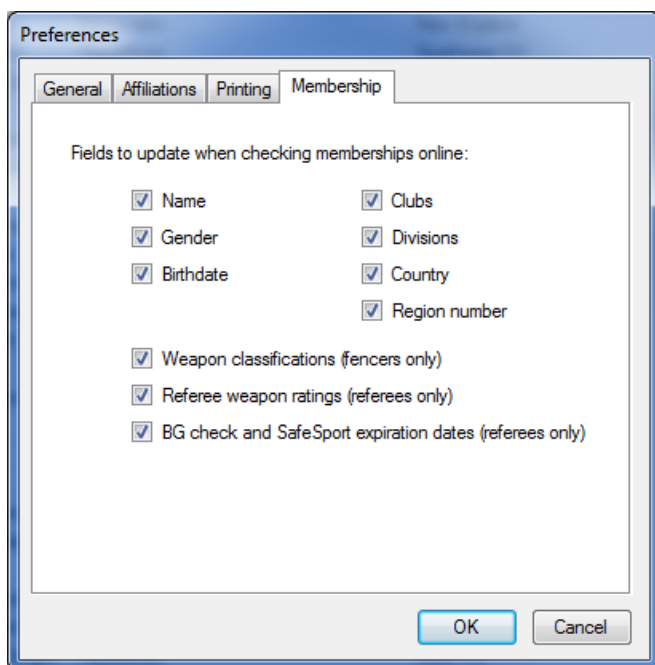 Preferences
General Affiliations Printing Membership
Fields to update when checking memberships online:
Name Clubs
Gender Divisions
Birthdate Country
Region number
Weapon classifications (fencers only)
Referee weapon ratings (referees only)
BG check and SafeSport expiration dates (referees only)
OK Cancel